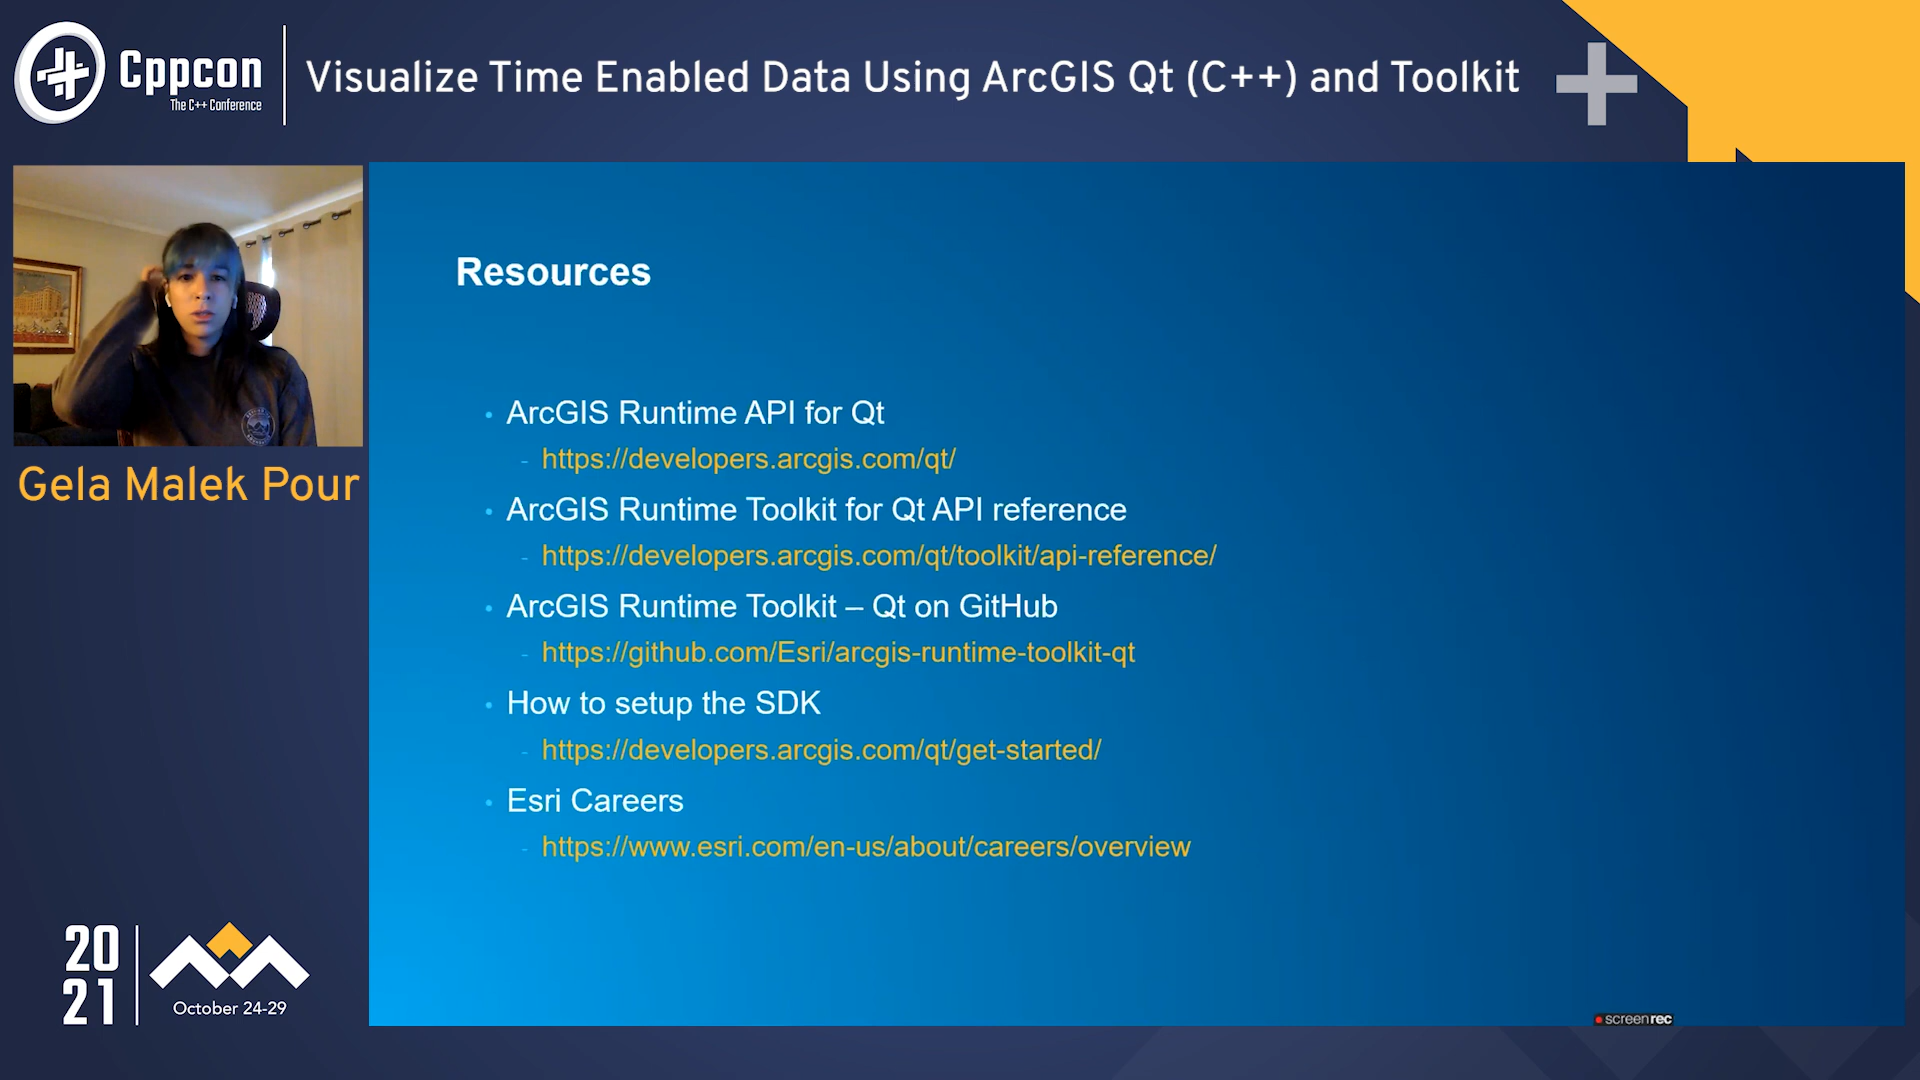 Cppcon
The C++ Conference
Visualize Time Enabled Data Using ArcGIS Qt (C++) and Toolkit
Gela Malek Pour
Resources
• ArcGIS Runtime API for Qt
- https://developers.arcgis.com/qt/
• ArcGIS Runtime Toolkit for Qt API reference
- https://developers.arcgis.com/qt/toolkit/api-reference/
• ArcGIS Runtime Toolkit – Qt on GitHub
- https://github.com/Esri/arcgis-runtime-toolkit-qt
• How to setup the SDK
- https://developers.arcgis.com/qt/get-started/
• Esri Careers
- https://www.esri.com/en-us/about/careers/overview
20
21
October 24-29
screenrec